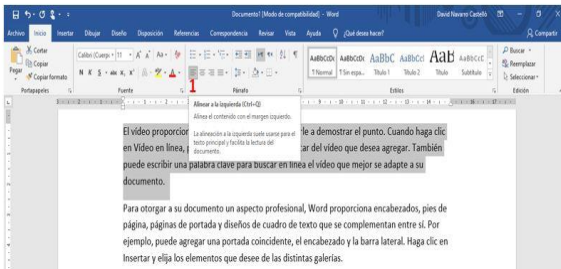 Documento1 [Modo de compatibilidad] - Word
David Navarro Castelló
Archivo Inicio Insertar Dibujar Diseño Disposición Referencias Correspondencia Revisar Vista Ayuda ¿Qué desea hacer? Compartir
Pegar
Cortar
Copiar
Copiar formato
Portapapeles
Calibri (Cuerpo 11
N K S abc x₂ x²
Fuente
Párrafo
AaBbCcDc AaBbCcDc AaBbC AaBbCcI AaB AaBbCcC
¶ Normal ¶ Sin espa... Título 1 Título 2 Título Subtítulo
Estilos
Buscar
Reemplazar
Seleccionar
Edición
1
Alinear a la izquierda (Ctrl+Q)
Alinea el contenido con el margen izquierdo.
La alineación a la izquierda suele usarse para el
texto principal y facilita la lectura del
documento.
El vídeo proporcion rle a demostrar el punto. Cuando haga clic
en Vídeo en línea, car del vídeo que desea agregar. También
puede escribir una palabra clave para buscar en línea el vídeo que mejor se adapte a su
documento.
Para otorgar a su documento un aspecto profesional, Word proporciona encabezados, pies de
página, páginas de portada y diseños de cuadro de texto que se complementan entre sí. Por
ejemplo, puede agregar una portada coincidente, el encabezado y la barra lateral. Haga clic en
Insertar y elija los elementos que desee de las distintas galerías.